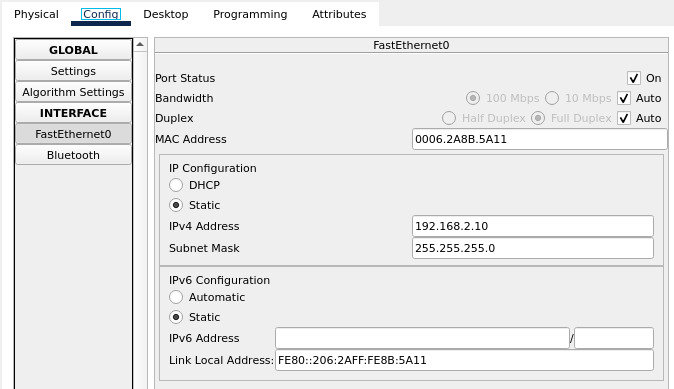 Physical Config Desktop Programming Attributes
GLOBAL
Settings
Algorithm Settings
INTERFACE
FastEthernet0
Bluetooth
FastEthernet0
Port Status On
Bandwidth 100 Mbps 10 Mbps Auto
Duplex Half Duplex Full Duplex Auto
MAC Address 0006.2A8B.5A11
IP Configuration
DHCP
Static
IPv4 Address 192.168.2.10
Subnet Mask 255.255.255.0
IPv6 Configuration
Automatic
Static
IPv6 Address /
Link Local Address: FE80::206:2AFF:FE8B:5A11